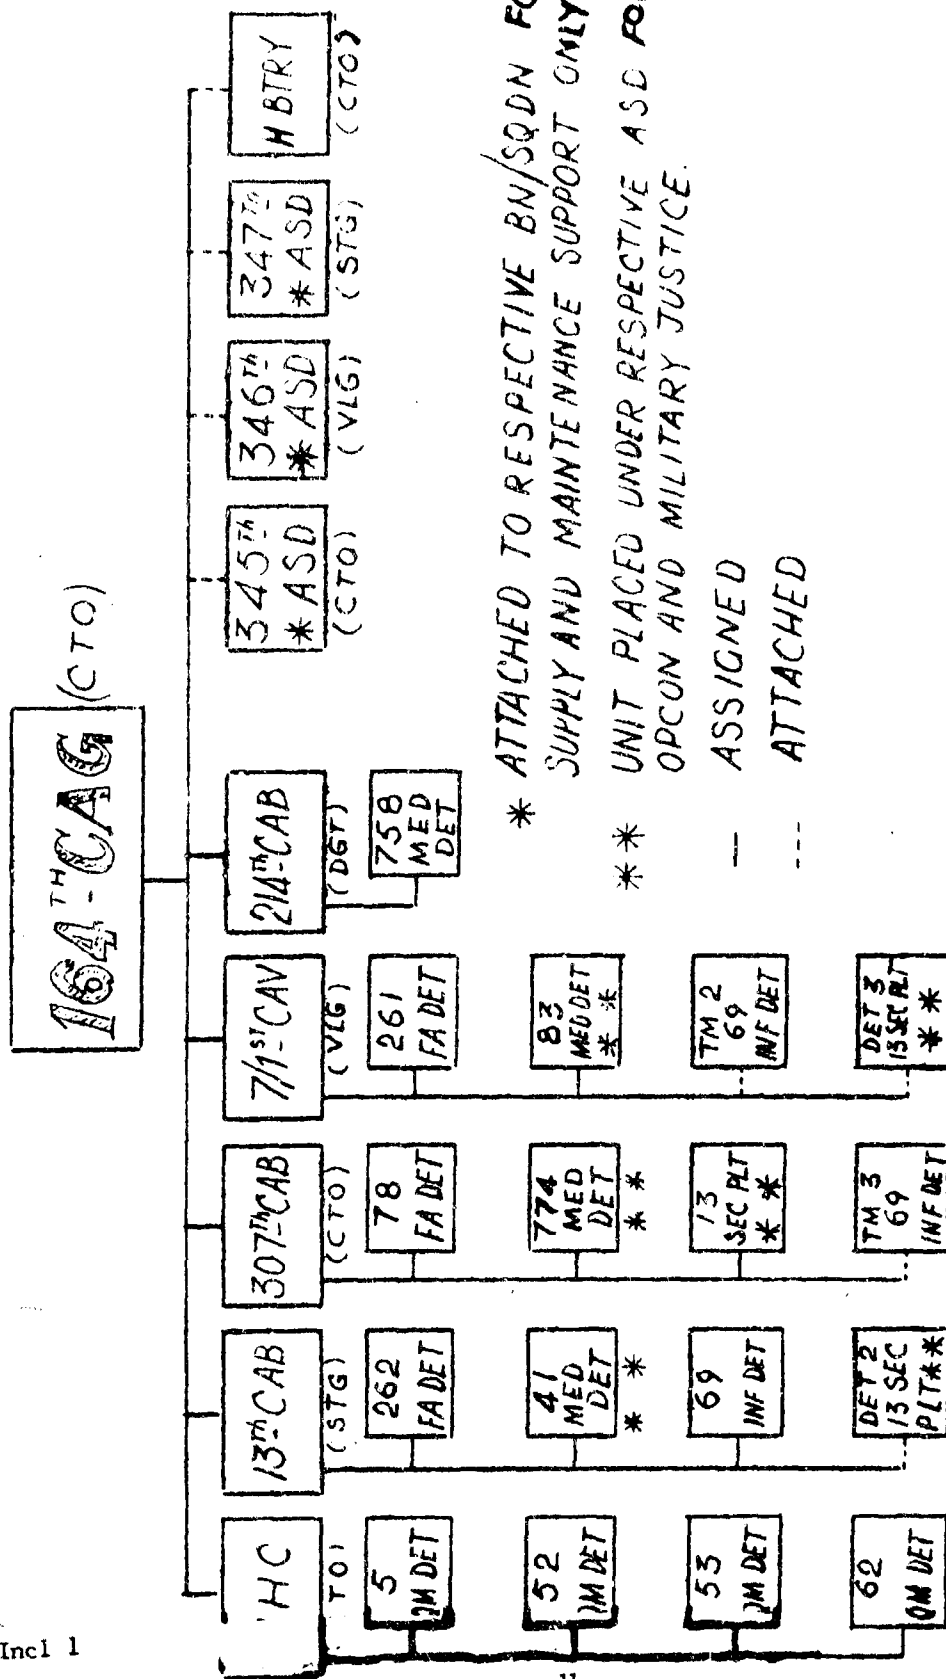 Incl 1
164TH-CAG (CTO)
HC
TO)
5
QM DET
52
QM DET
53
QM DET
62
QM DET
13th-CAB
(STG)
262
FA DET
41
MED
DET
* *
69
INF DET
DET 2
13 SEC
PLT**
307th-CAB
(CTO)
78
FA DET
774
MED
DET
* *
13
SEC PLT
* *
TM 3
69
INF DET
7/1ST-CAV
(VLG)
261
FA DET
83
MED DET
* *
TM 2
69
INF DET
DET 3
13 SEC PLT
* *
214th-CAB
(DGT)
758
MED
DET
345Th
* ASD
(CTO)
346Th
* ASD
(VLG)
347Th
* ASD
(STG)
H BTRY
(CTO)
* ATTACHED TO RESPECTIVE BN/SQDN
SUPPLY AND MAINTENANCE SUPPORT ONLY
* * UNIT PLACED UNDER RESPECTIVE ASD
OPCON AND MILITARY JUSTICE.
— ASSIGNED
--- ATTACHED
11